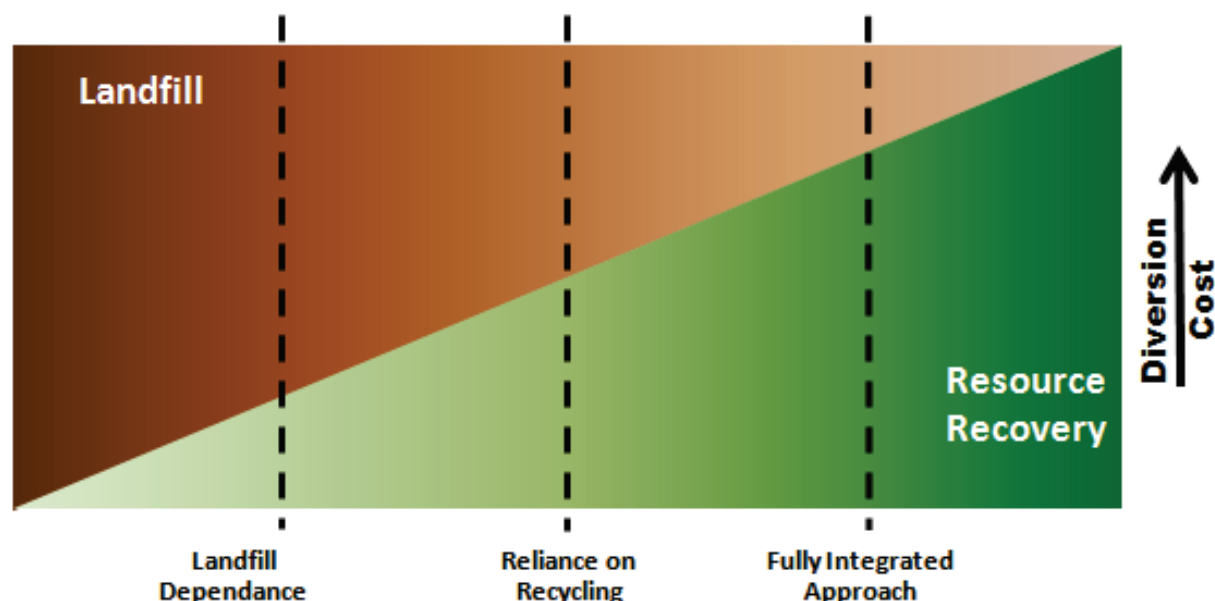 Landfill
Resource
Recovery
Diversion
Cost
Landfill
Dependance
Reliance on
Recycling
Fully Integrated
Approach